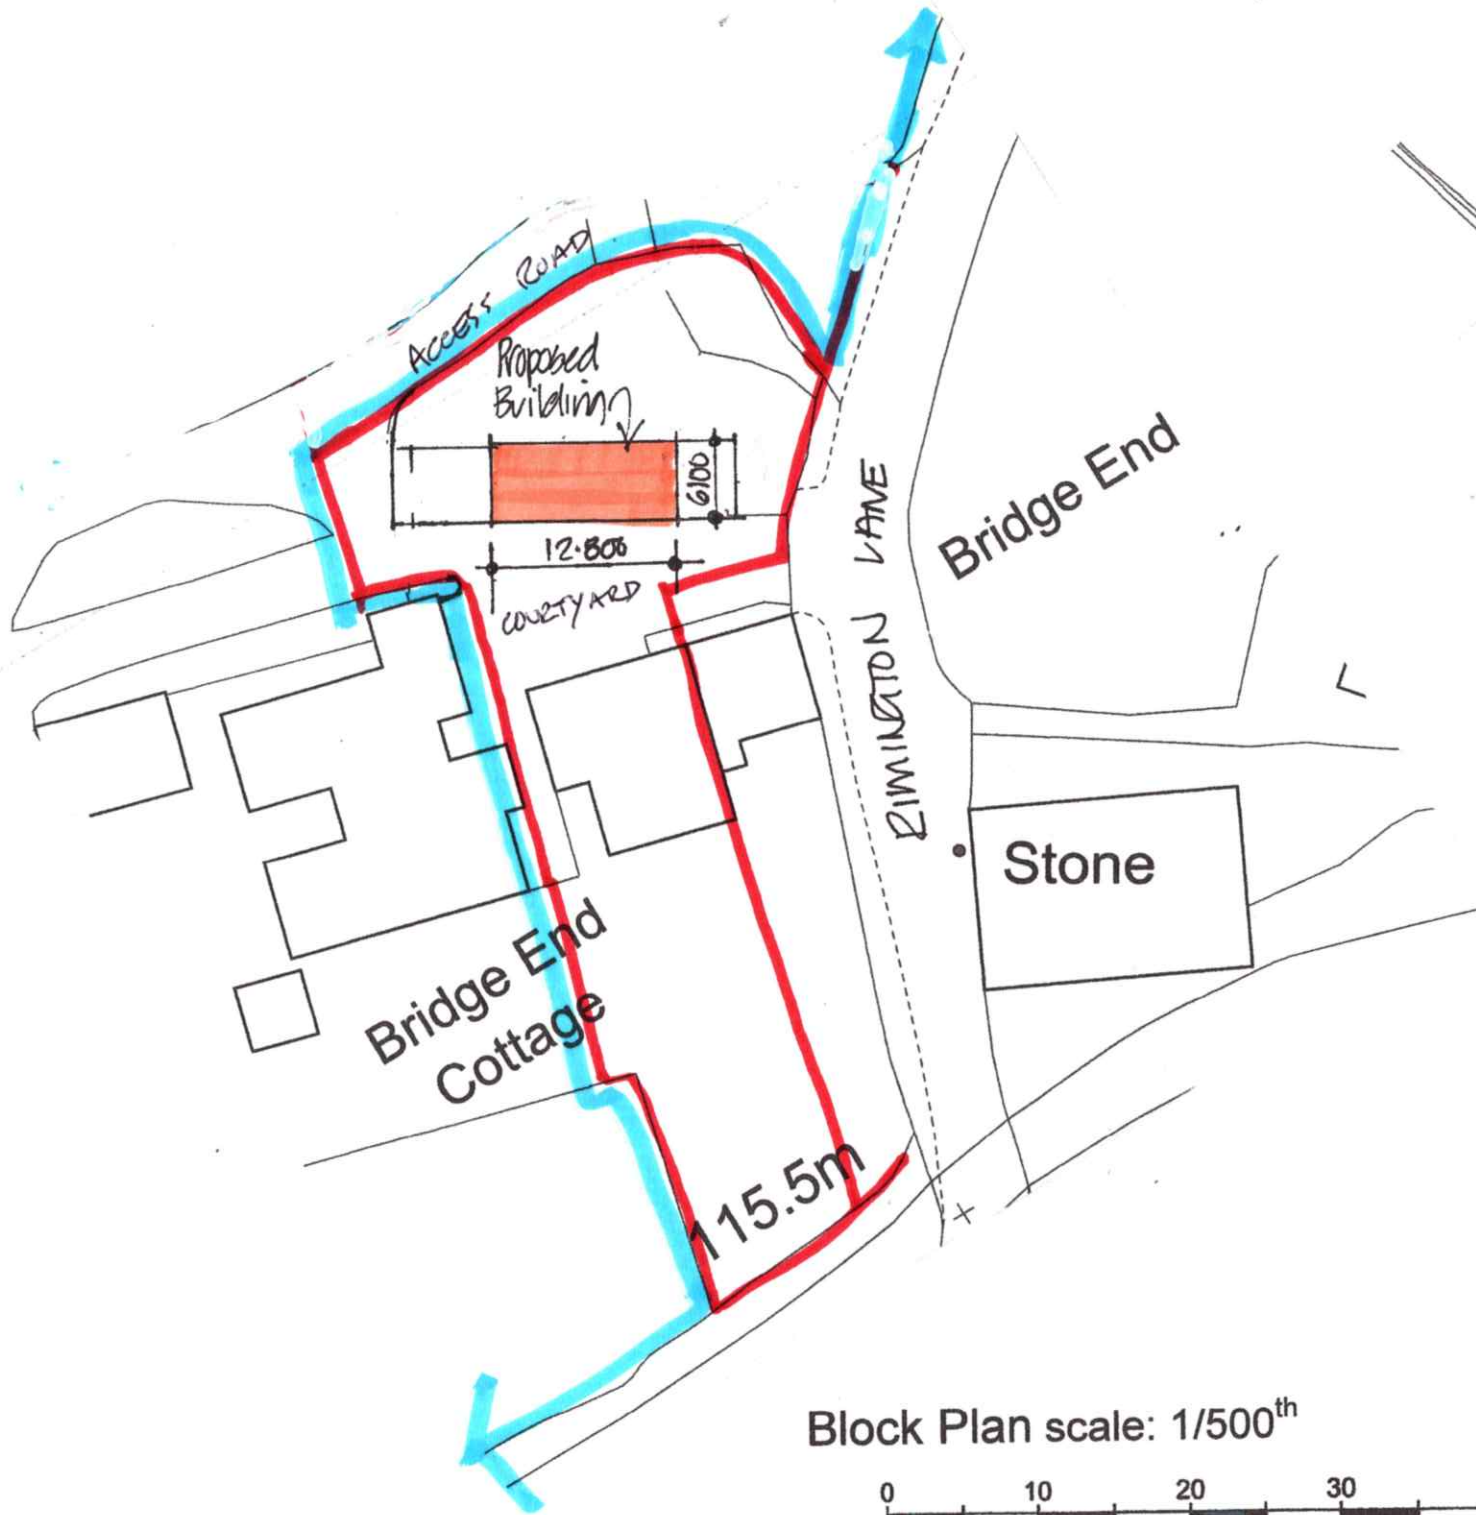 ACCESS ROAD
Proposed
Building
6100
12.800
COURTYARD
RIMINGTON LANE
Bridge End
Stone
Bridge End
Cottage
115.5m
Block Plan scale: 1/500th
0 10 20 30